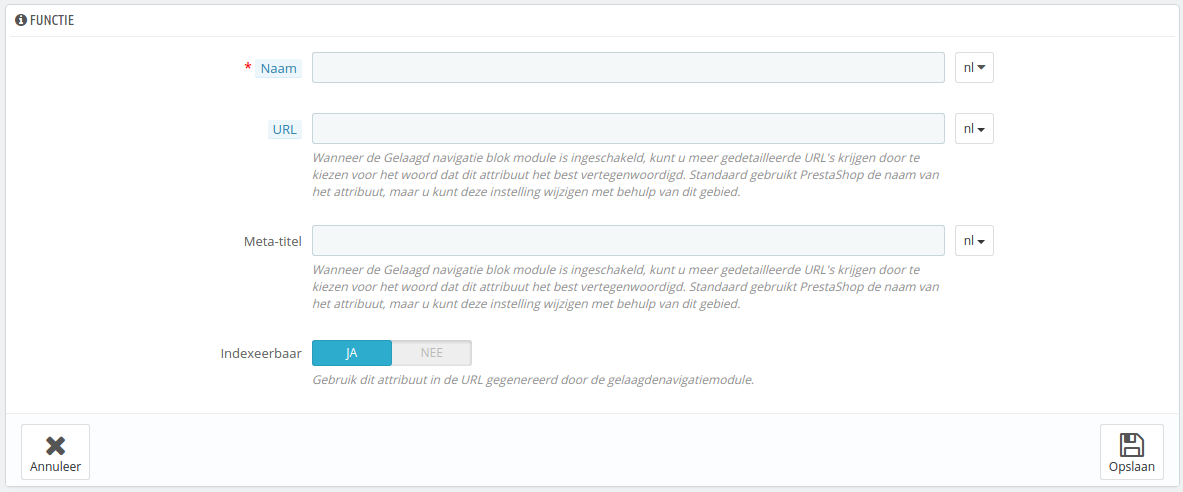 FUNCTIE
* Naam
nl
URL
nl
Wanneer de Gelaagd navigatie blok module is ingeschakeld, kunt u meer gedetailleerde URL's krijgen door te
kiezen voor het woord dat dit attribuut het best vertegenwoordigd. Standaard gebruikt PrestaShop de naam van
het attribuut, maar u kunt deze instelling wijzigen met behulp van dit gebied.
Meta-titel
nl
Wanneer de Gelaagd navigatie blok module is ingeschakeld, kunt u meer gedetailleerde URL's krijgen door te
kiezen voor het woord dat dit attribuut het best vertegenwoordigd. Standaard gebruikt PrestaShop de naam van
het attribuut, maar u kunt deze instelling wijzigen met behulp van dit gebied.
Indexeerbaar
JA
NEE
Gebruik dit attribuut in de URL gegenereerd door de gelaagdenavigatiemodule.
Annuleer
Opslaan